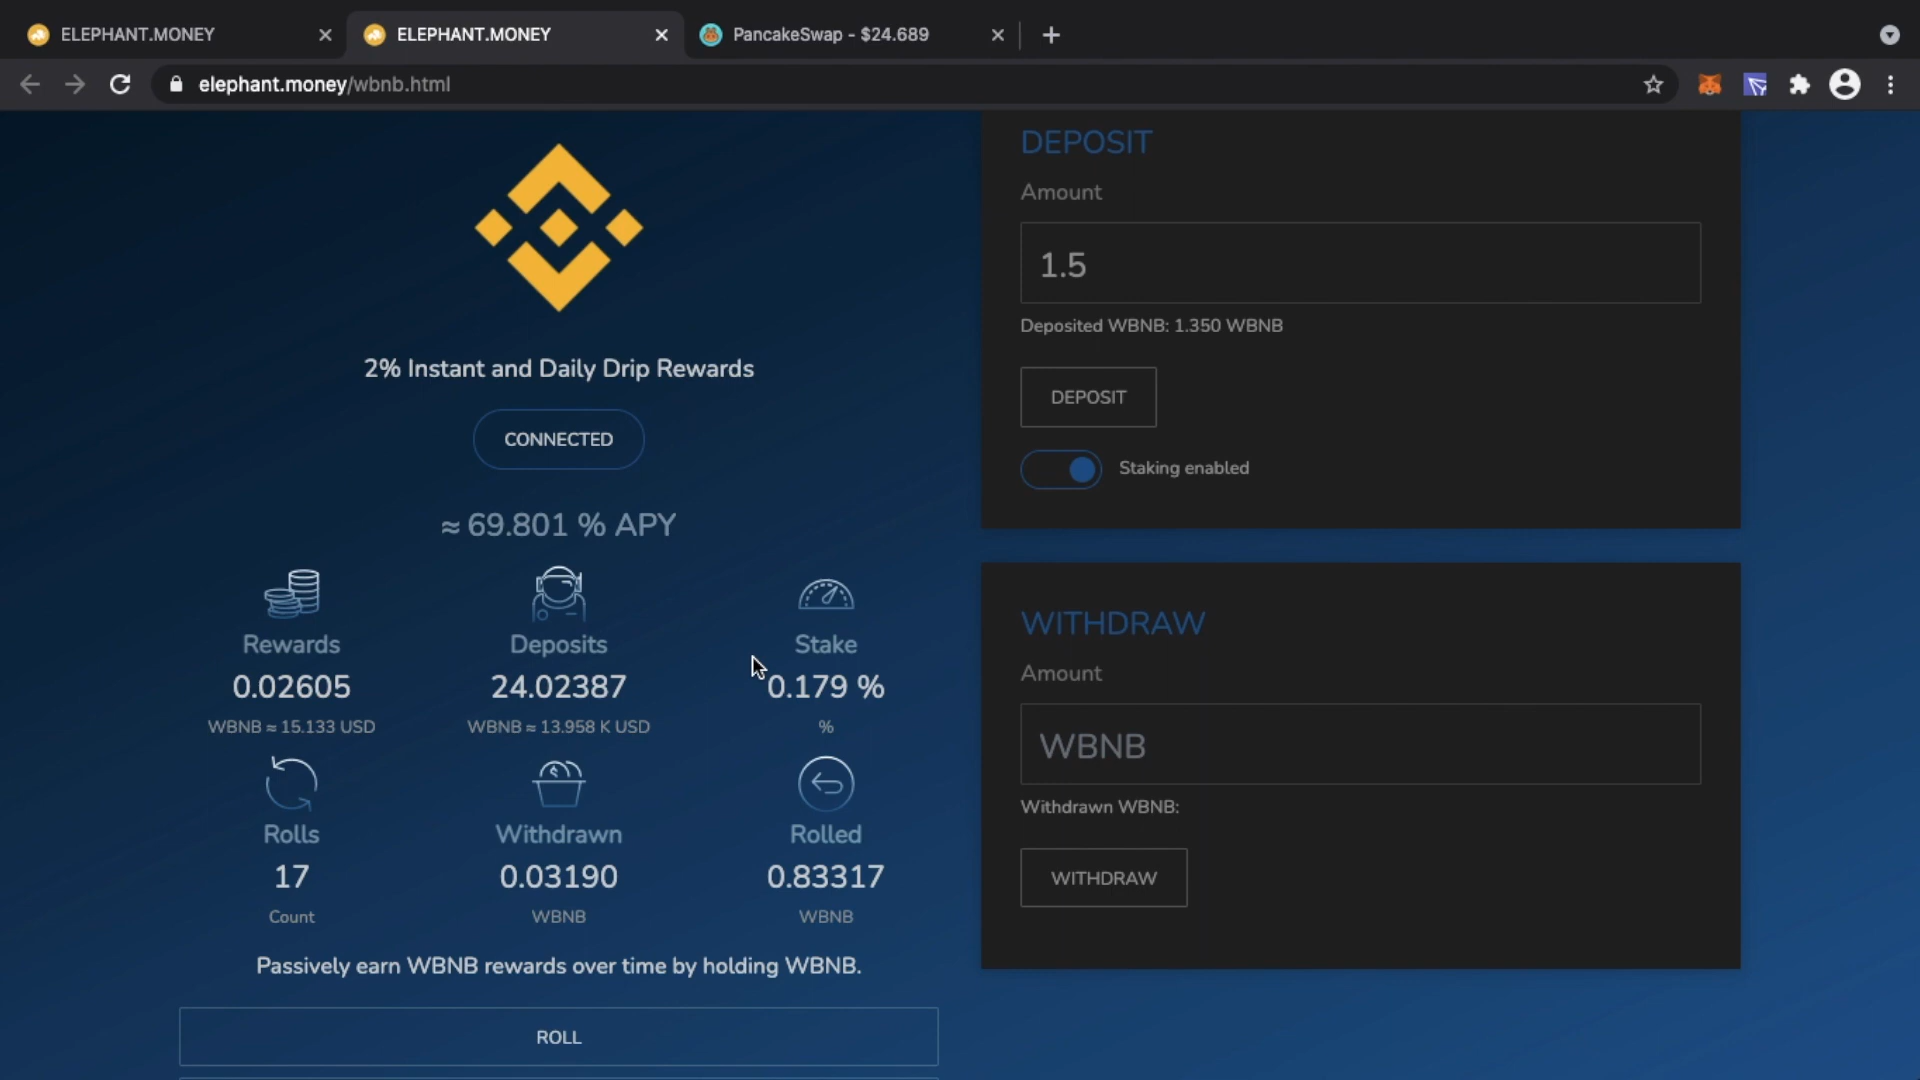 ELEPHANT.MONEY
ELEPHANT.MONEY
PancakeSwap - $24.689
elephant.money/wbnb.html
2% Instant and Daily Drip Rewards
CONNECTED
≈ 69.801 % APY
Rewards
0.02605
WBNB ≈ 15.133 USD
Deposits
24.02387
WBNB ≈ 13.958 K USD
Stake
0.179 %
%
Rolls
17
Count
Withdrawn
0.03190
WBNB
Rolled
0.83317
WBNB
Passively earn WBNB rewards over time by holding WBNB.
ROLL
DEPOSIT
Amount
1.5
Deposited WBNB: 1.350 WBNB
DEPOSIT
Staking enabled
WITHDRAW
Amount
WBNB
Withdrawn WBNB:
WITHDRAW